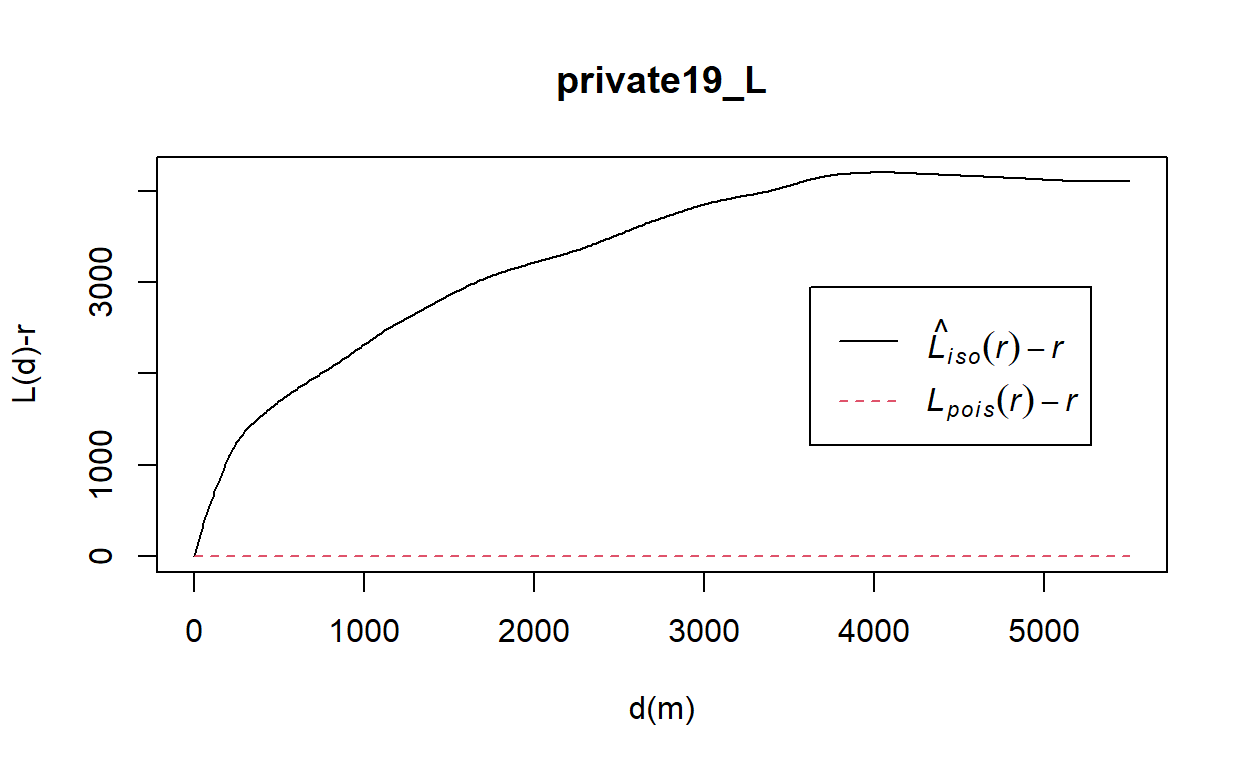 private19_L
L(d)-r
3000
1000
0
L̂iso(r) – r
Lpois(r) – r
0 1000 2000 3000 4000 5000
d(m)